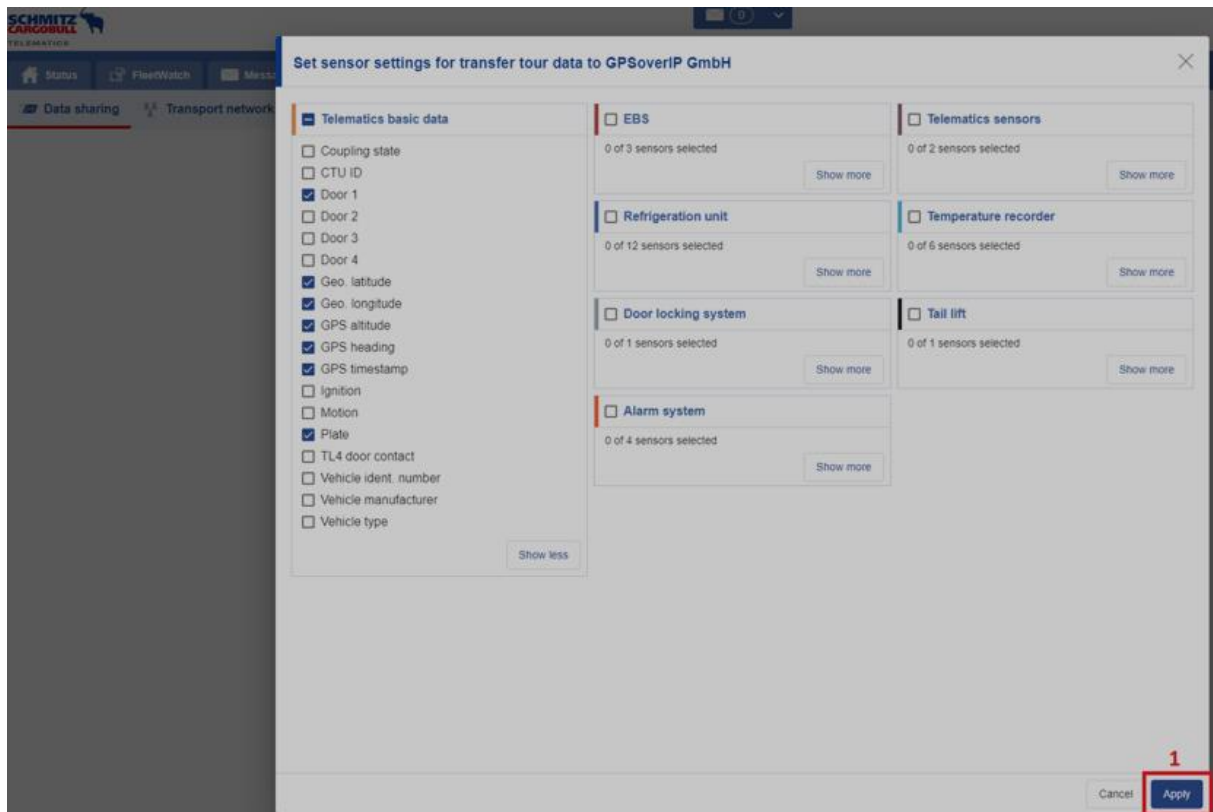 SCHMITZ
CARGOBULL
TELEMATICS
0
Status
FleetWatch
Data sharing
Transport network
Set sensor settings for transfer tour data to GPSoverIP GmbH
Telematics basic data
Coupling state
CTU ID
Door 1
Door 2
Door 3
Door 4
Geo. latitude
Geo. longitude
GPS altitude
GPS heading
GPS timestamp
Ignition
Motion
Plate
TL4 door contact
Vehicle ident. number
Vehicle manufacturer
Vehicle type
Show less
EBS
0 of 3 sensors selected
Show more
Telematics sensors
0 of 2 sensors selected
Show more
Refrigeration unit
0 of 12 sensors selected
Show more
Temperature recorder
0 of 6 sensors selected
Show more
Door locking system
0 of 1 sensors selected
Show more
Tail lift
0 of 1 sensors selected
Show more
Alarm system
0 of 4 sensors selected
Show more
1
Cancel
Apply